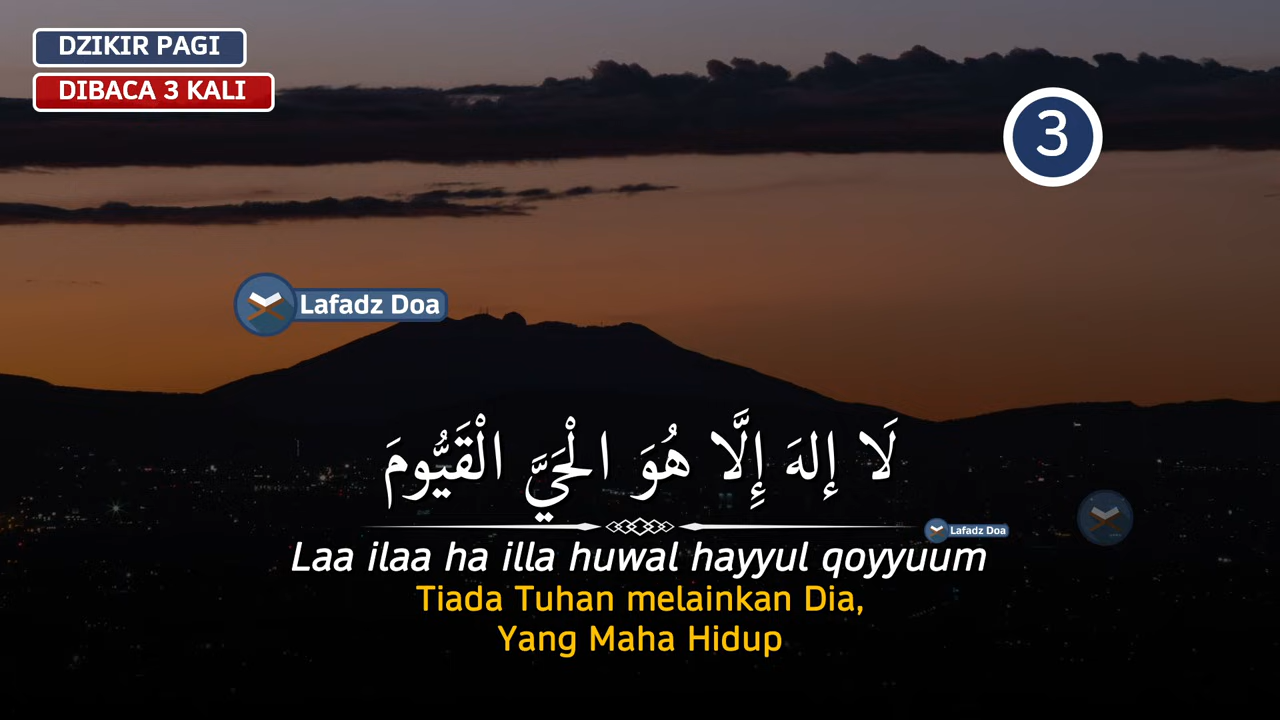 DZIKIR PAGI
DIBACA 3 KALI
3
Lafadz Doa
لَا إلهَ إِلَّا هُوَ الْحَيَّ الْقَيُّومَ
Lafadz Doa
Laa ilaa ha illa huwal hayyul qoyyuum
Tiada Tuhan melainkan Dia,
Yang Maha Hidup